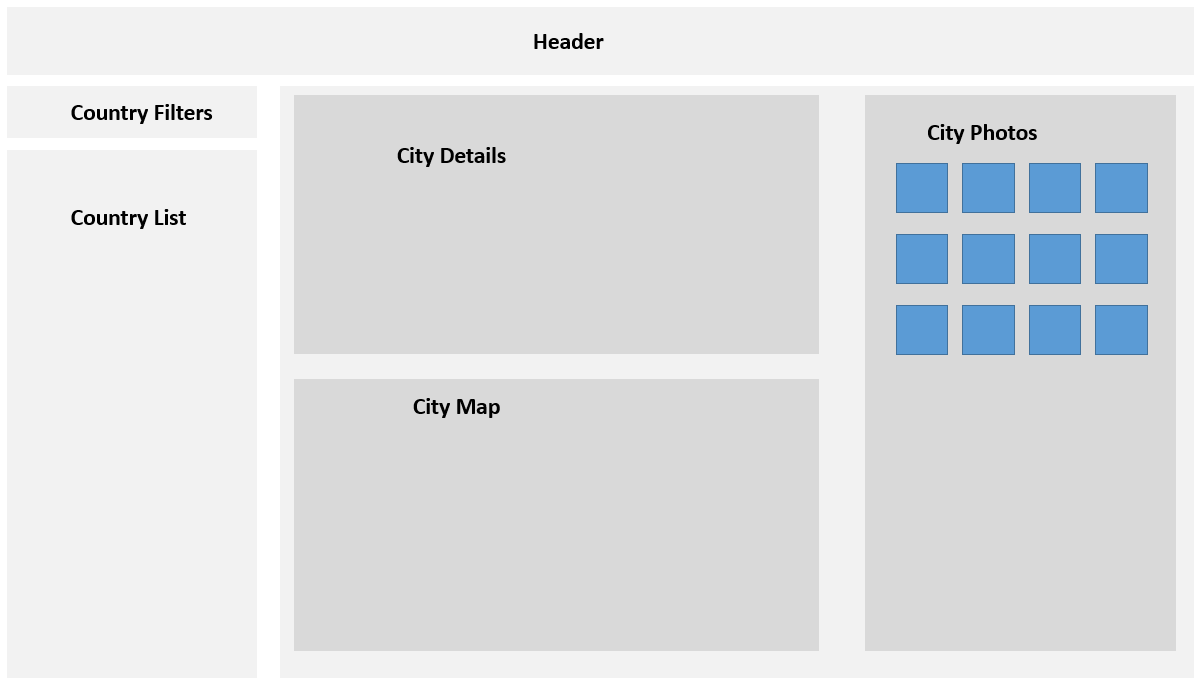 Header
Country Filters
Country List
City Details
City Map
City Photos